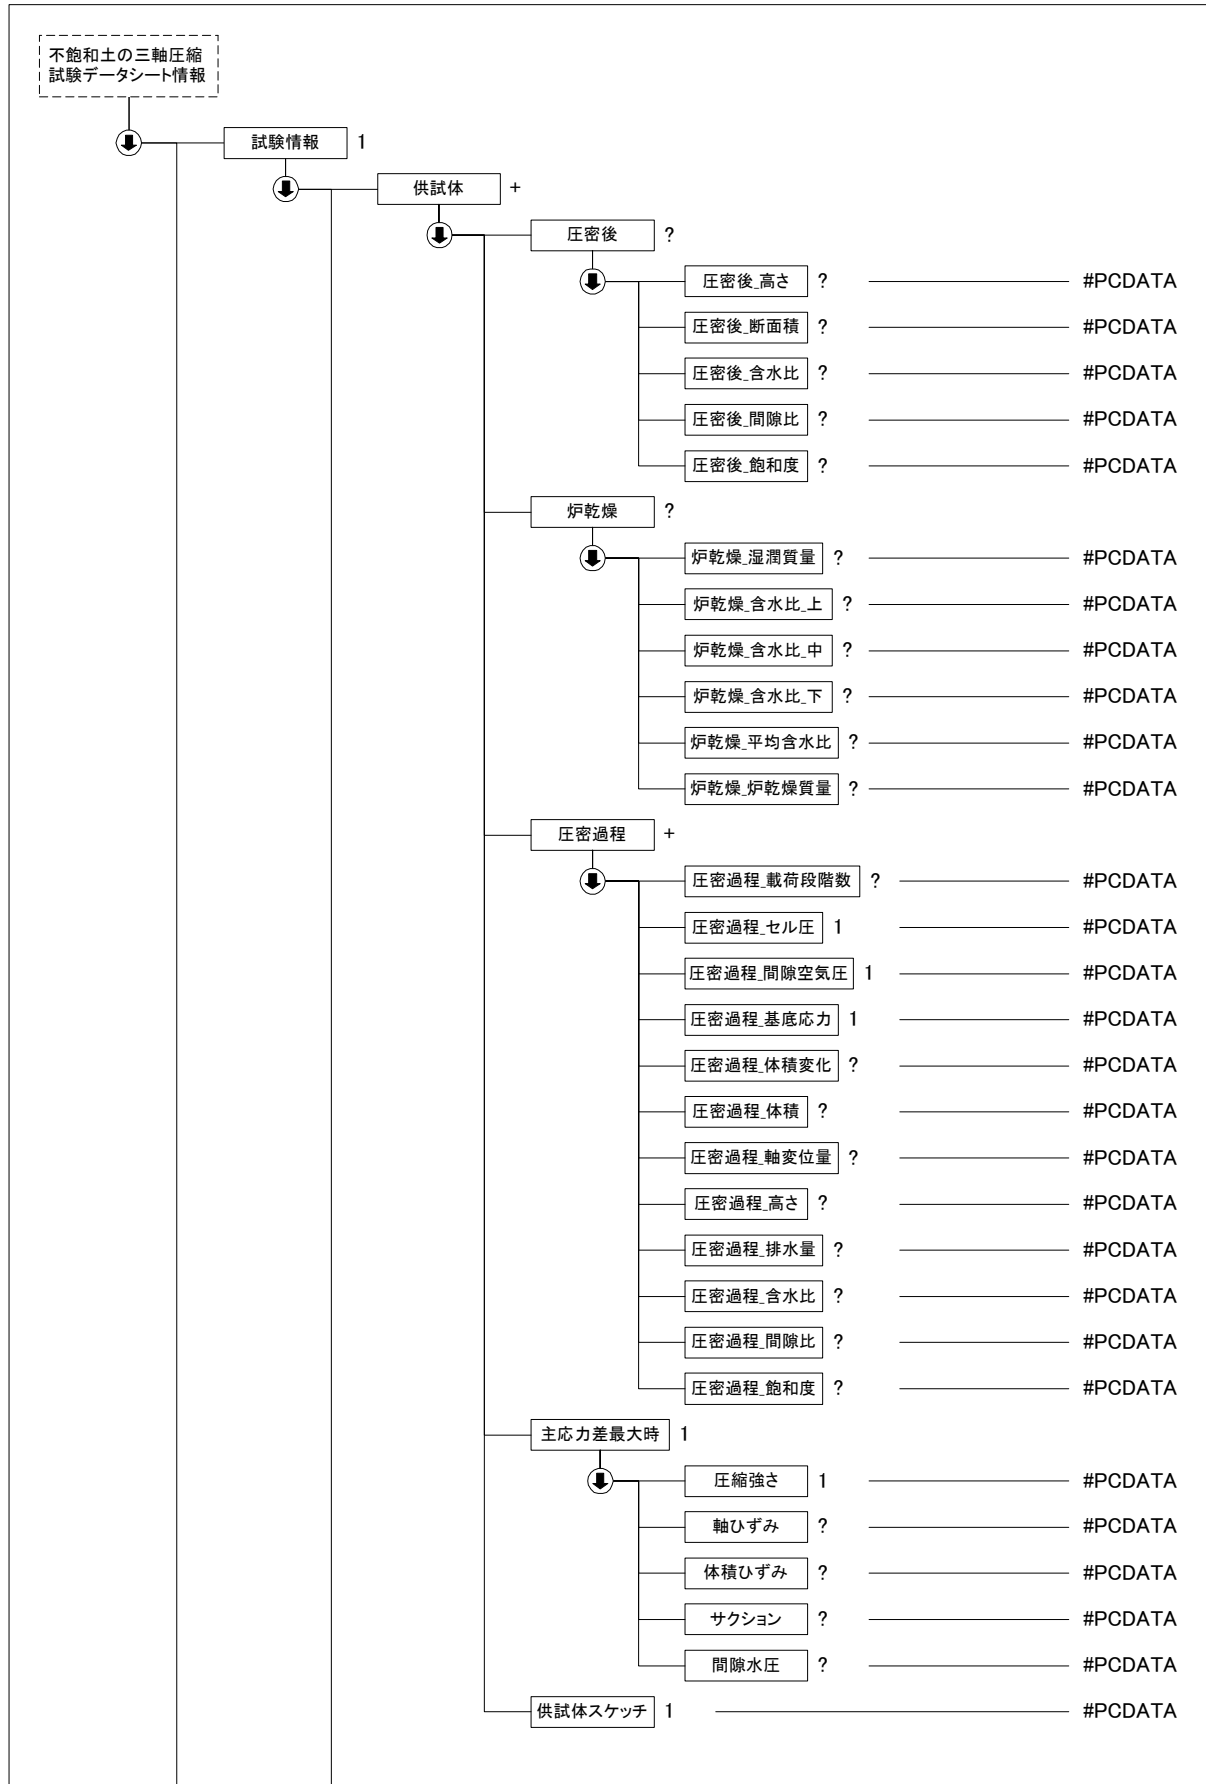 不飽和土の三軸圧縮
試験データシート情報
試験情報 1
供試体 +
圧密後 ?
圧密後_高さ ? #PCDATA
圧密後_断面積 ? #PCDATA
圧密後_含水比 ? #PCDATA
圧密後_間隙比 ? #PCDATA
圧密後_飽和度 ? #PCDATA
炉乾燥 ?
炉乾燥_湿潤質量 ? #PCDATA
炉乾燥_含水比_上 ? #PCDATA
炉乾燥_含水比_中 ? #PCDATA
炉乾燥_含水比_下 ? #PCDATA
炉乾燥_平均含水比 ? #PCDATA
炉乾燥_炉乾燥質量 ? #PCDATA
圧密過程 +
圧密過程_載荷段階数 ? #PCDATA
圧密過程_セル圧 1 #PCDATA
圧密過程_間隙空気圧 1 #PCDATA
圧密過程_基底応力 1 #PCDATA
圧密過程_体積変化 ? #PCDATA
圧密過程_体積 ? #PCDATA
圧密過程_軸変位量 ? #PCDATA
圧密過程_高さ ? #PCDATA
圧密過程_排水量 ? #PCDATA
圧密過程_含水比 ? #PCDATA
圧密過程_間隙比 ? #PCDATA
圧密過程_飽和度 ? #PCDATA
主応力差最大時 1
圧縮強さ 1 #PCDATA
軸ひずみ ? #PCDATA
体積ひずみ ? #PCDATA
サクション ? #PCDATA
間隙水圧 ? #PCDATA
供試体スケッチ 1 #PCDATA